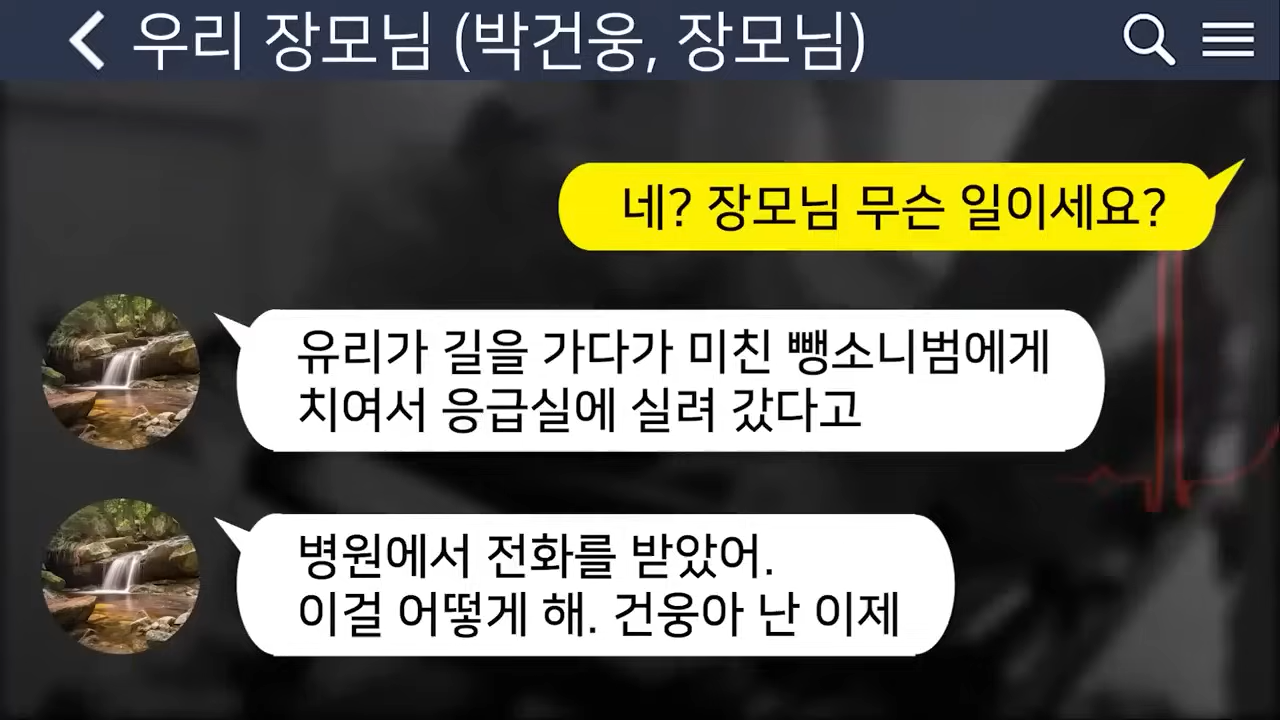 우리 장모님 (박건웅, 장모님)
네? 장모님 무슨 일이세요?
유리가 길을 가다가 미친 뺑소니범에게
치여서 응급실에 실려 갔다고
병원에서 전화를 받았어.
이걸 어떻게 해. 건웅아 난 이제